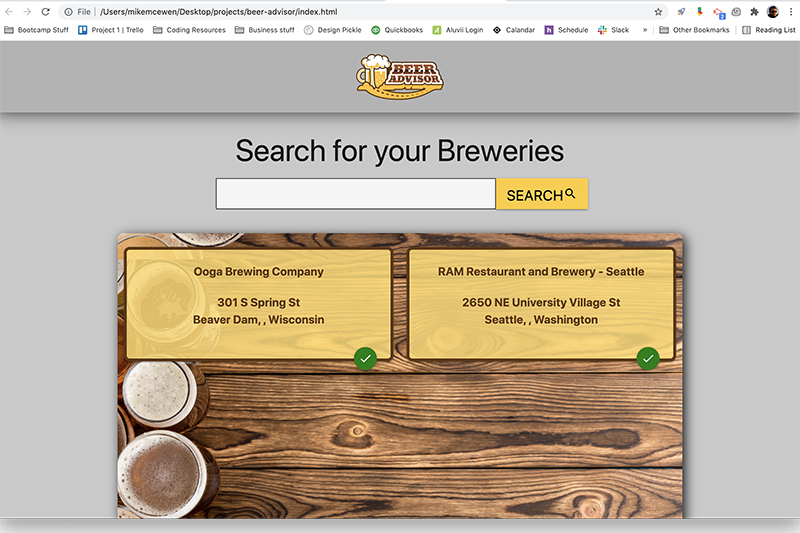 File | /Users/mikemcewen/Desktop/projects/beer-advisor/index.html
2
Bootcamp Stuff Project 1 | Trello Coding Resources Business stuff Design Pickle Quickbooks Aluvii Login Calandar Schedule Slack » Other Bookmarks Reading List
BEER
ADVISOR
Search for your Breweries
SEARCH
Ooga Brewing Company
301 S Spring St
Beaver Dam, , Wisconsin
RAM Restaurant and Brewery - Seattle
2650 NE University Village St
Seattle, , Washington